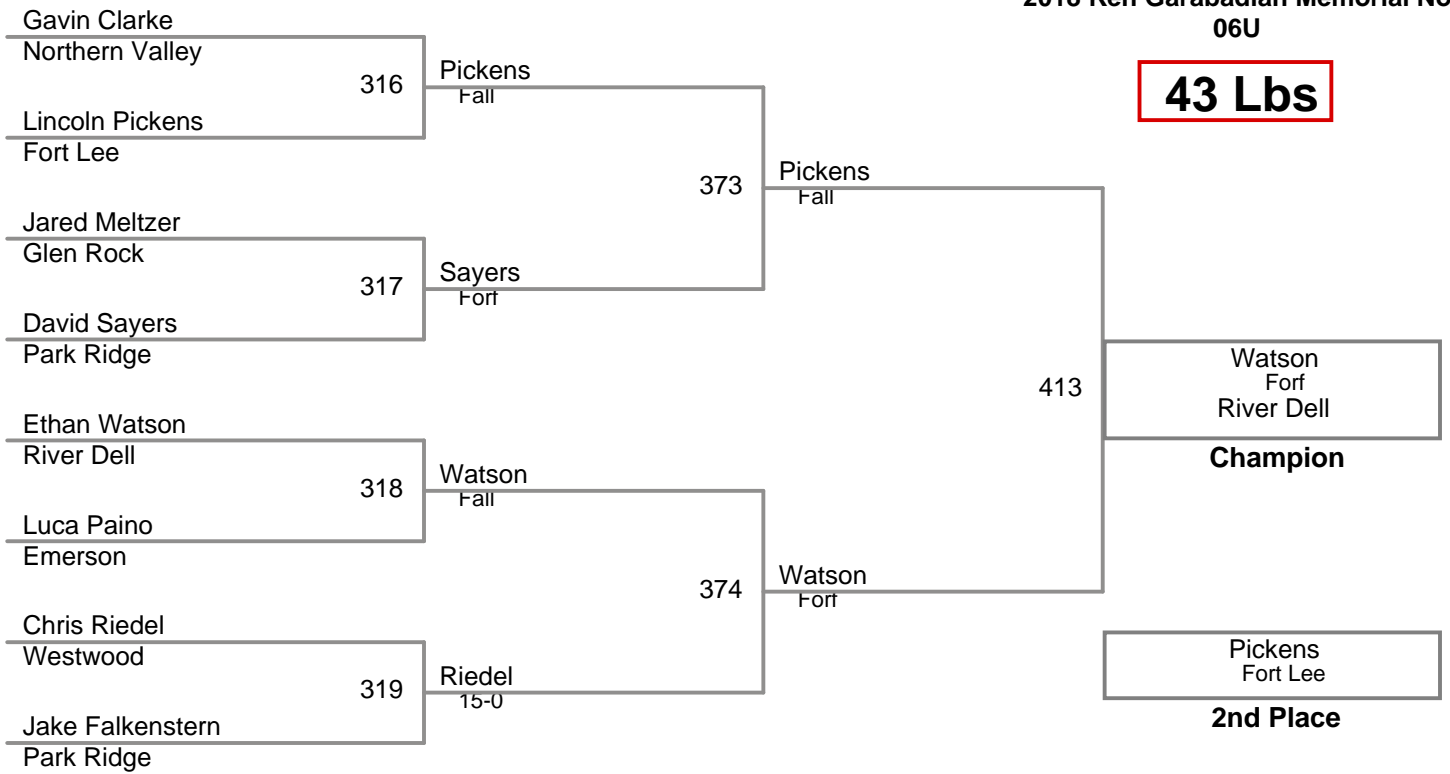 2018 Ken Garabadian Memorial No
06U
43 Lbs
Gavin Clarke
Northern Valley
316
Pickens
Fall
Lincoln Pickens
Fort Lee
373
Pickens
Fall
Jared Meltzer
Glen Rock
317
Sayers
Forf
David Sayers
Park Ridge
413
Watson
Forf
River Dell
Champion
Ethan Watson
River Dell
318
Watson
Fall
Luca Paino
Emerson
374
Watson
Forf
Chris Riedel
Westwood
319
Riedel
15-0
Jake Falkenstern
Park Ridge
Pickens
Fort Lee
2nd Place